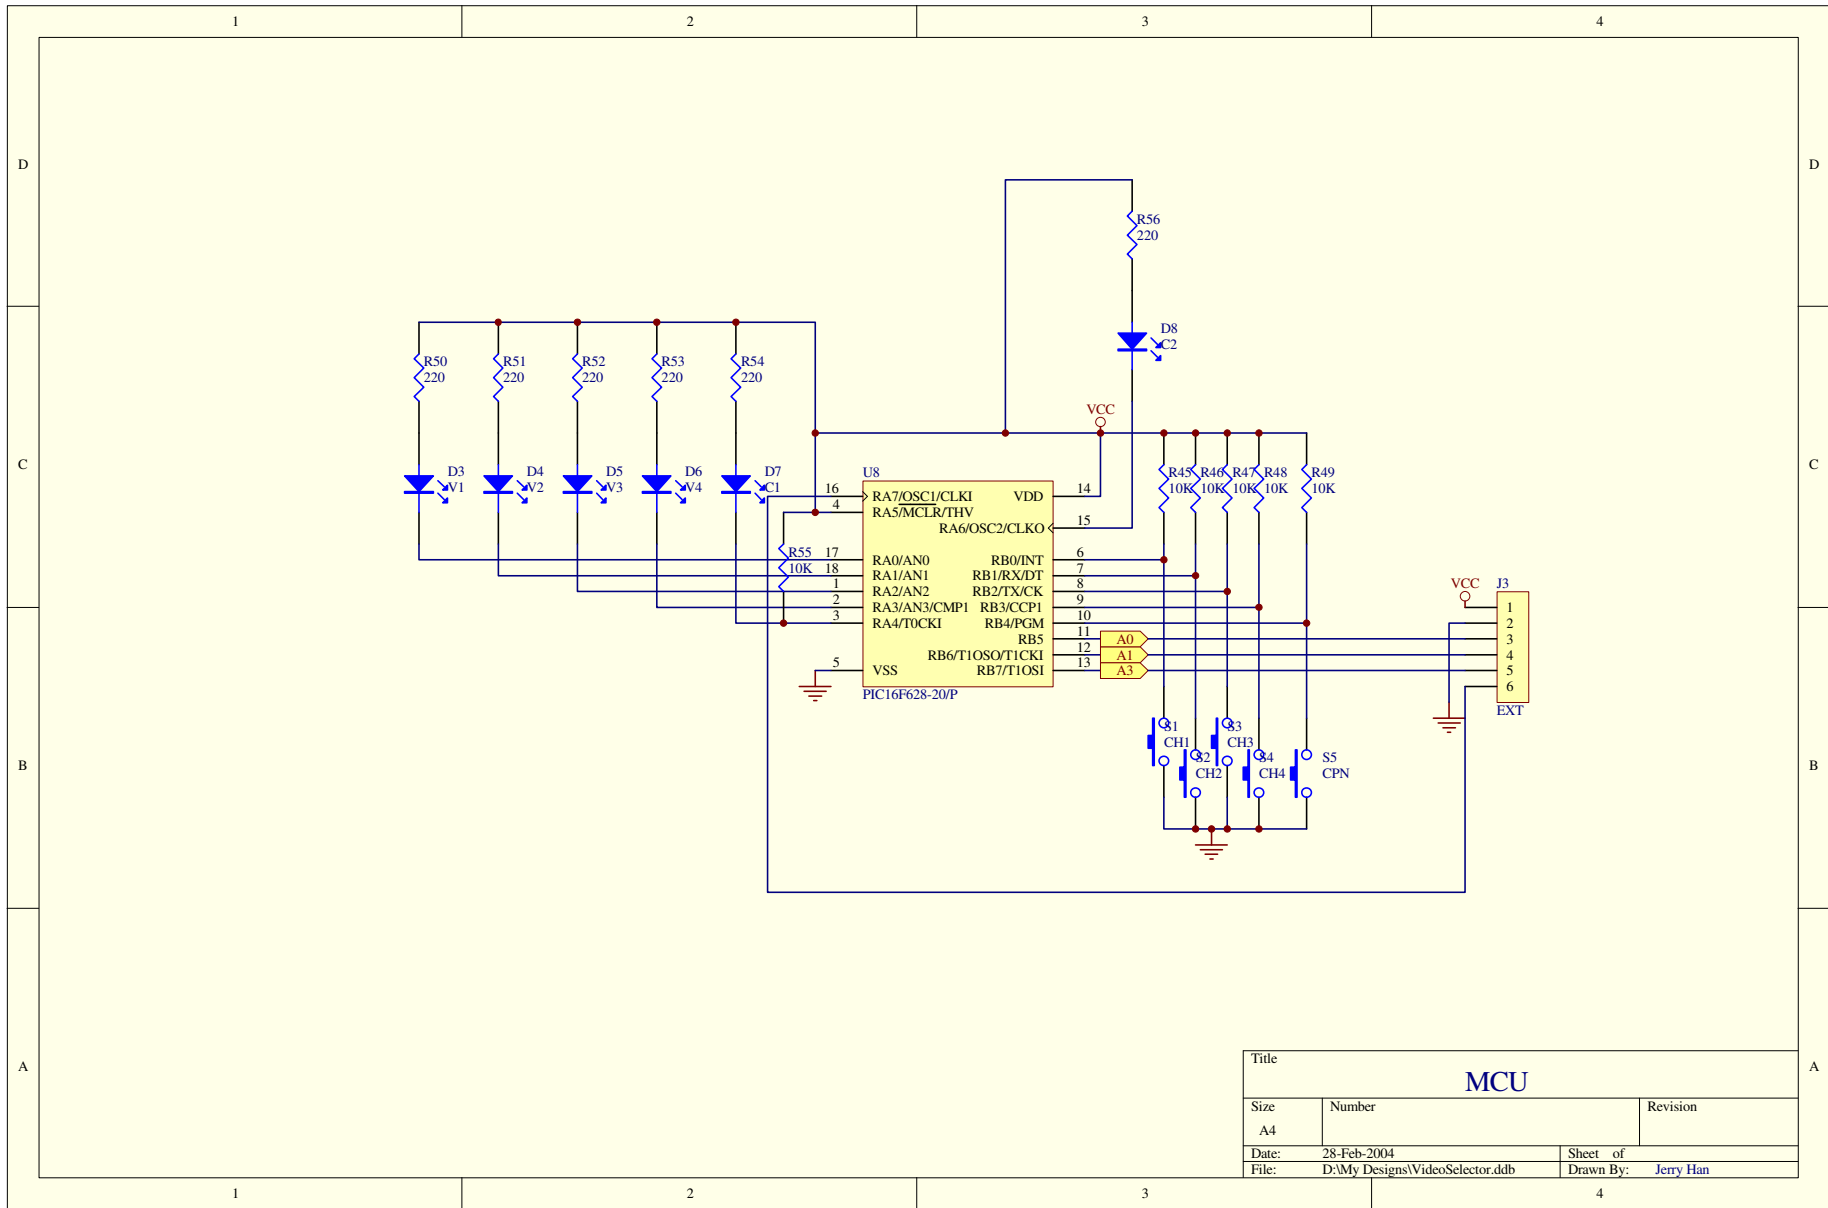 1 2 3 4
D D
R56
220
D8
C2
R50 R51 R52 R53 R54
220 220 220 220 220
VCC
C C
D3 D4 D5 D6 D7
V1 V2 V3 V4 C1
U8
R45 R46 R47 R48 R49
10K 10K 10K 10K 10K
16 RA7/OSC1/CLKI VDD 14
4 RA5/MCLR/THV
RA6/OSC2/CLKO 15
R55
10K
17 RA0/AN0 RB0/INT 6
18 RA1/AN1 RB1/RX/DT 7
1 RA2/AN2 RB2/TX/CK 8
2 RA3/AN3/CMP1 RB3/CCP1 9
3 RA4/T0CKI RB4/PGM 10
RB5 11 A0
RB6/T1OSO/T1CKI 12 A1
5 VSS RB7/T1OSI 13 A3
PIC16F628-20/P
VCC J3
1
2
3
4
5
6
EXT
S1 S3
CH1 CH3
S2 S4 S5
CH2 CH4 CPN
B B
A A
Title
MCU
Size Number Revision
A4
Date: 28-Feb-2004 Sheet of
File: D:\My Designs\VideoSelector.ddb Drawn By: Jerry Han
1 2 3 4